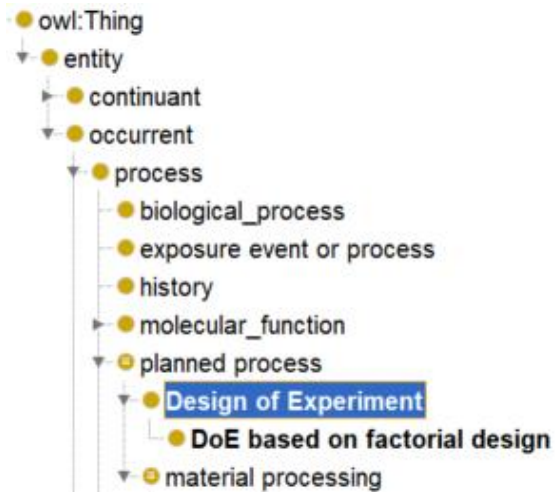 owl:Thing
entity
continuant
occurrent
process
biological_process
exposure event or process
history
molecular_function
planned process
Design of Experiment
DoE based on factorial design
material processing